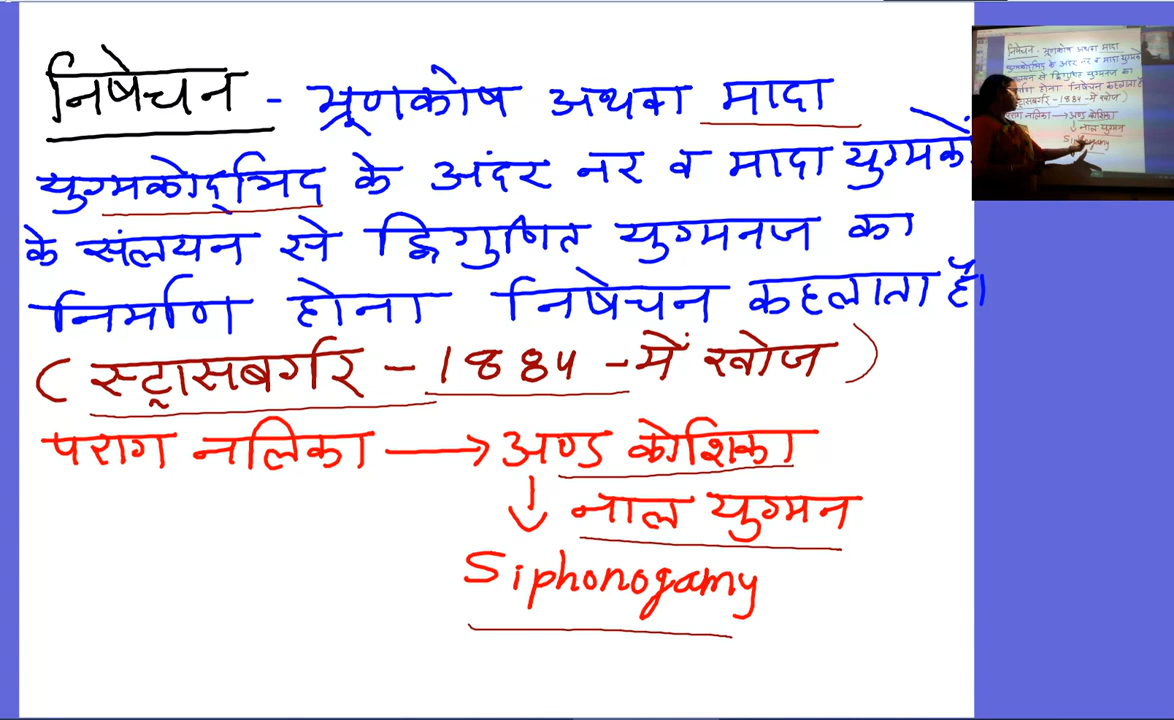 निषेचन - भ्रूणकोष अथवा मादा
युग्मकोद्भिद के अंदर नर व मादा युग्मकों
के संलयन से द्विगुणित युग्मनज का
निर्माण होना निषेचन कहलाता है।
(स्ट्रासबर्गर - 1884 - में खोज)
पराग नलिका → अण्ड कोशिका
↓ नाल युग्मन
Siphonogamy